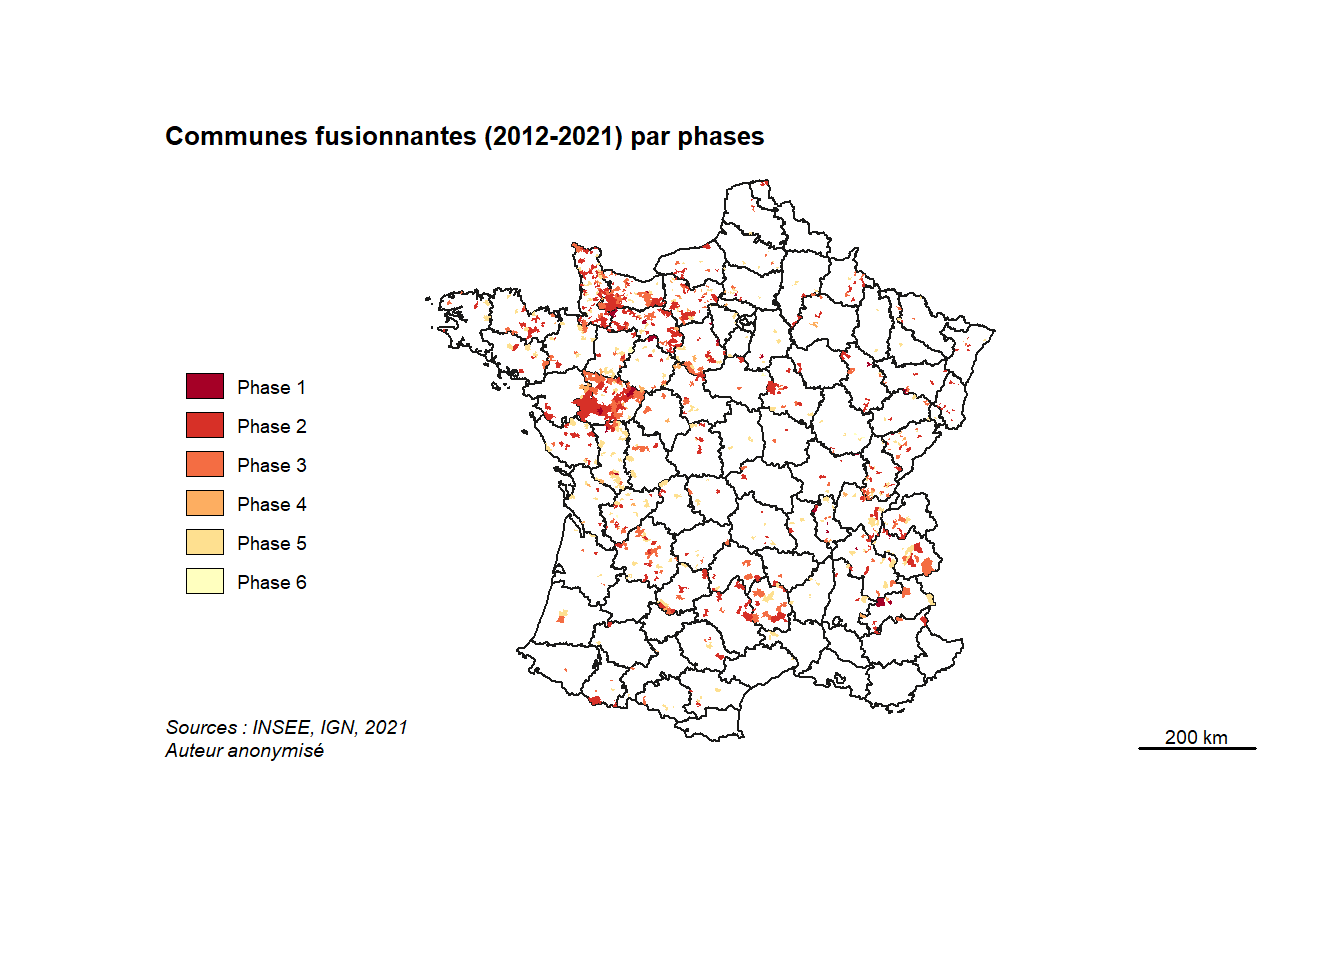 Communes fusionnantes (2012-2021) par phases
Phase 1
Phase 2
Phase 3
Phase 4
Phase 5
Phase 6
Sources : INSEE, IGN, 2021
Auteur anonymisé
200 km